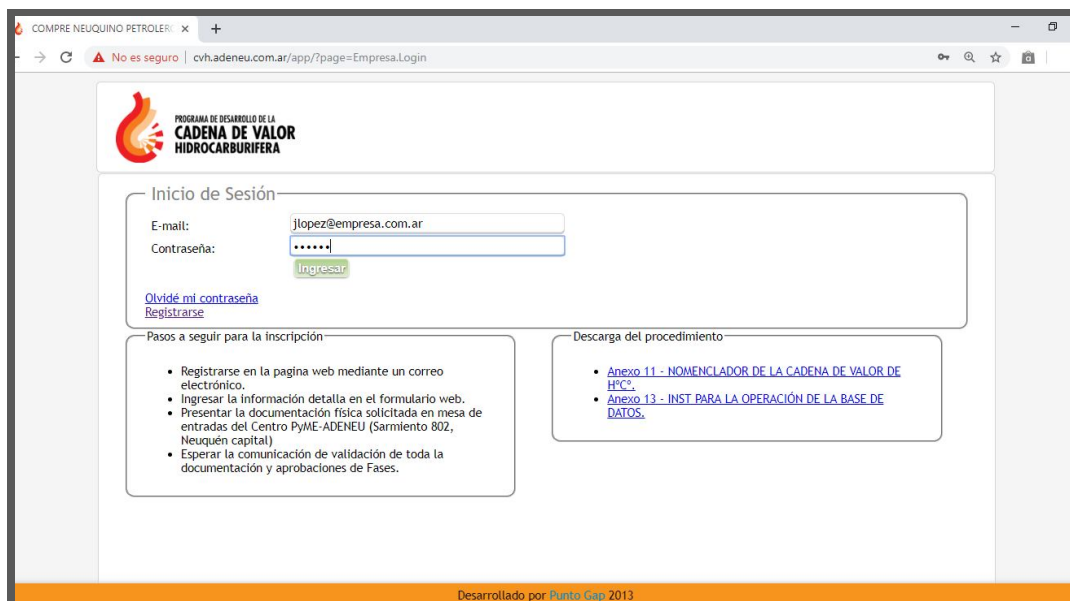 COMPRE NEUQUINO PETROLER
No es seguro | cvh.adeneu.com.ar/app/?page=Empresa.Login
PROGRAMA DE DESARROLLO DE LA
CADENA DE VALOR
HIDROCARBURIFERA
Inicio de Sesión
E-mail: jlopez@empresa.com.ar
Contraseña: ••••••
Ingresar
Olvidé mi contraseña
Registrarse
Pasos a seguir para la inscripción
• Registrarse en la pagina web mediante un correo
electrónico.
• Ingresar la información detalla en el formulario web.
• Presentar la documentación física solicitada en mesa de
entradas del Centro PyME-ADENEU (Sarmiento 802,
Neuquén capital)
• Esperar la comunicación de validación de toda la
documentación y aprobaciones de Fases.
Descarga del procedimiento
• Anexo 11 - NOMENCLADOR DE LA CADENA DE VALOR DE
HºCº.
• Anexo 13 - INST PARA LA OPERACIÓN DE LA BASE DE
DATOS.
Desarrollado por Punto Gap 2013